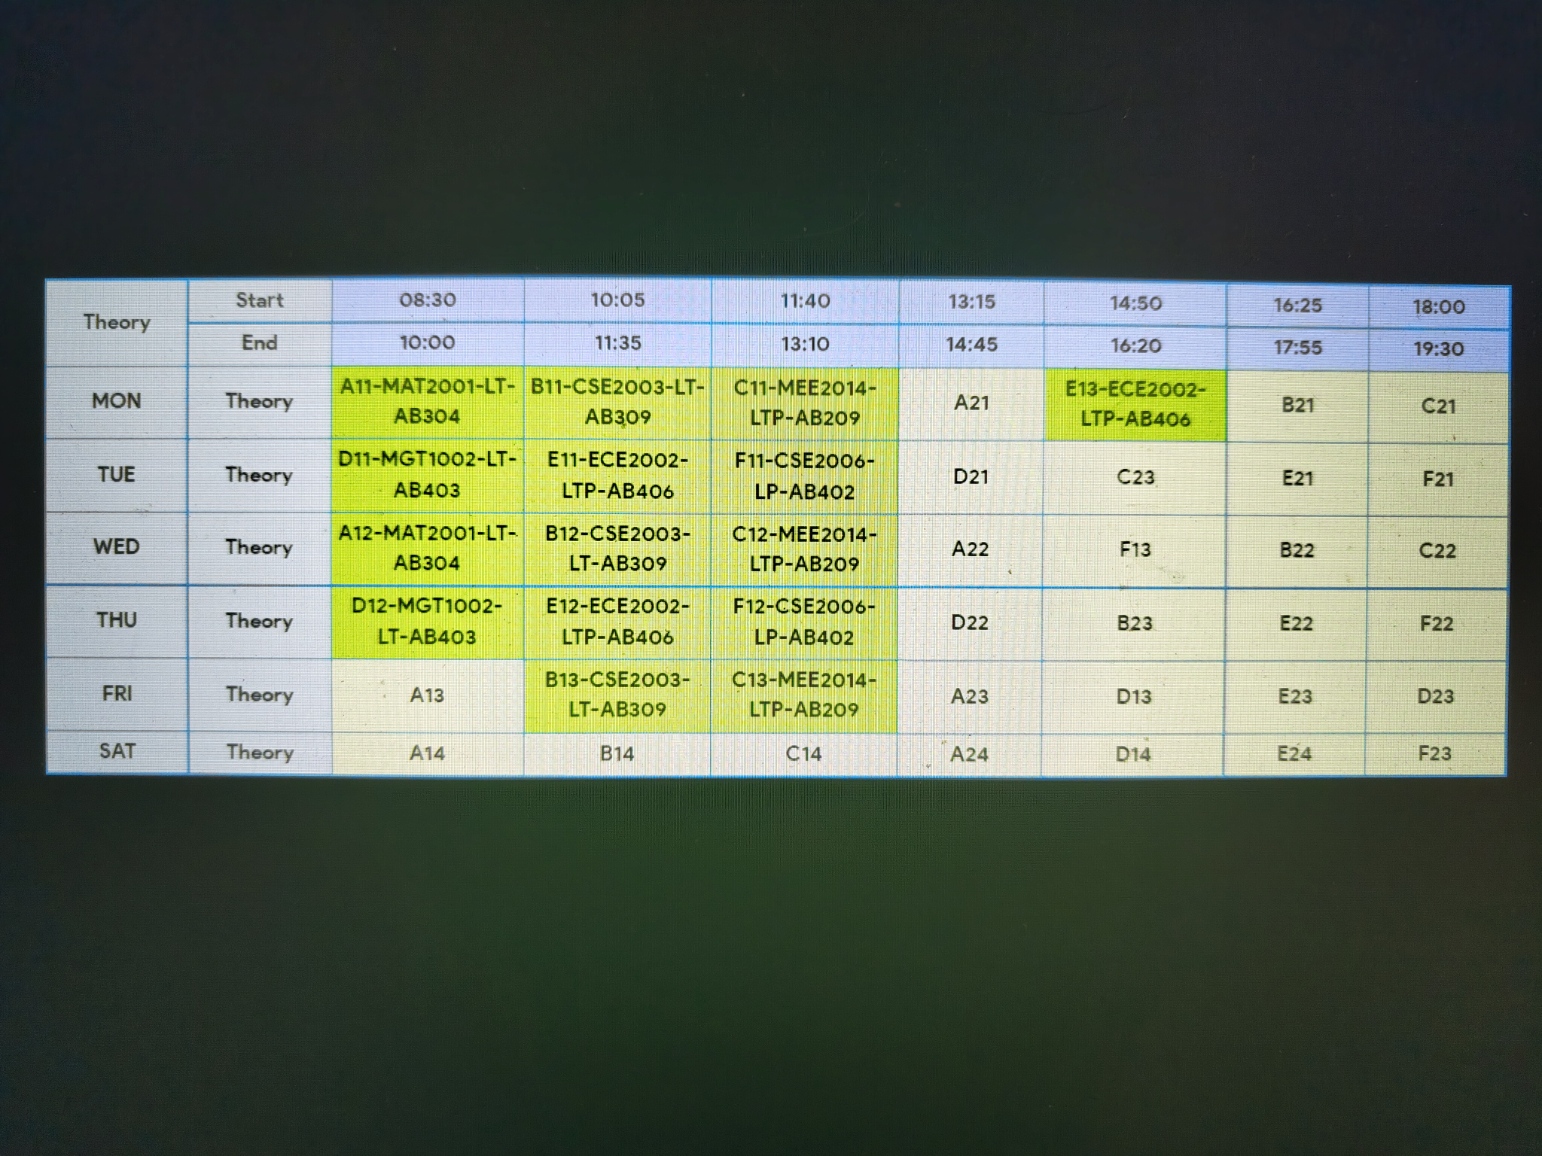 Theory Start 08:30 10:05 11:40 13:15 14:50 16:25 18:00
End 10:00 11:35 13:10 14:45 16:20 17:55 19:30
MON Theory A11-MAT2001-LT- B11-CSE2003-LT- C11-MEE2014- A21 E13-ECE2002- B21 C21
AB304 AB309 LTP-AB209 LTP-AB406
TUE Theory D11-MGT1002-LT- E11-ECE2002- F11-CSE2006- D21 C23 E21 F21
AB403 LTP-AB406 LP-AB402
WED Theory A12-MAT2001-LT- B12-CSE2003- C12-MEE2014- A22 F13 B22 C22
AB304 LT-AB309 LTP-AB209
THU Theory D12-MGT1002- E12-ECE2002- F12-CSE2006- D22 B23 E22 F22
LT-AB403 LTP-AB406 LP-AB402
FRI Theory A13 B13-CSE2003- C13-MEE2014- A23 D13 E23 D23
LT-AB309 LTP-AB209
SAT Theory A14 B14 C14 A24 D14 E24 F23